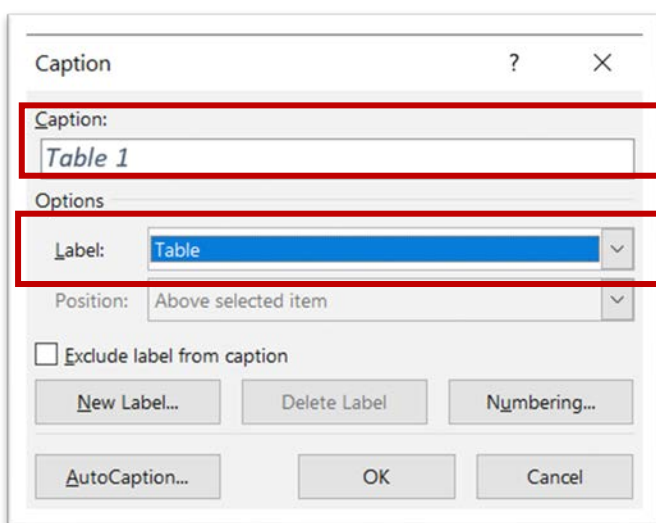 Caption ?
Caption:
Table 1
Options
Label: Table
Position: Above selected item
Exclude label from caption
New Label... Delete Label Numbering...
AutoCaption... OK Cancel